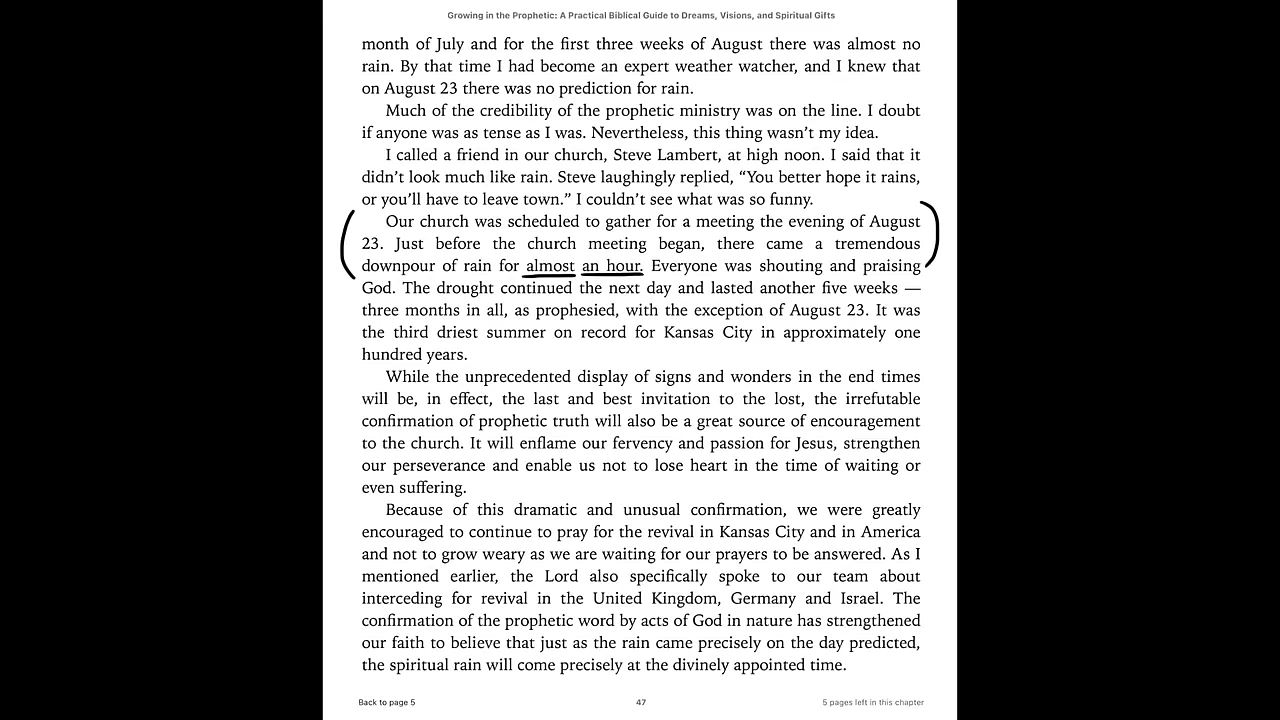 Growing in the Prophetic: A Practical Biblical Guide to Dreams, Visions, and Spiritual Gifts
month of July and for the first three weeks of August there was almost no
rain. By that time I had become an expert weather watcher, and I knew that
on August 23 there was no prediction for rain.
Much of the credibility of the prophetic ministry was on the line. I doubt
if anyone was as tense as I was. Nevertheless, this thing wasn’t my idea.
I called a friend in our church, Steve Lambert, at high noon. I said that it
didn’t look much like rain. Steve laughingly replied, “You better hope it rains,
or you’ll have to leave town.” I couldn’t see what was so funny.
Our church was scheduled to gather for a meeting the evening of August
23. Just before the church meeting began, there came a tremendous
downpour of rain for almost an hour. Everyone was shouting and praising
God. The drought continued the next day and lasted another five weeks —
three months in all, as prophesied, with the exception of August 23. It was
the third driest summer on record for Kansas City in approximately one
hundred years.
While the unprecedented display of signs and wonders in the end times
will be, in effect, the last and best invitation to the lost, the irrefutable
confirmation of prophetic truth will also be a great source of encouragement
to the church. It will enflame our fervency and passion for Jesus, strengthen
our perseverance and enable us not to lose heart in the time of waiting or
even suffering.
Because of this dramatic and unusual confirmation, we were greatly
encouraged to continue to pray for the revival in Kansas City and in America
and not to grow weary as we are waiting for our prayers to be answered. As I
mentioned earlier, the Lord also specifically spoke to our team about
interceding for revival in the United Kingdom, Germany and Israel. The
confirmation of the prophetic word by acts of God in nature has strengthened
our faith to believe that just as the rain came precisely on the day predicted,
the spiritual rain will come precisely at the divinely appointed time.
Back to page 5
47
5 pages left in this chapter